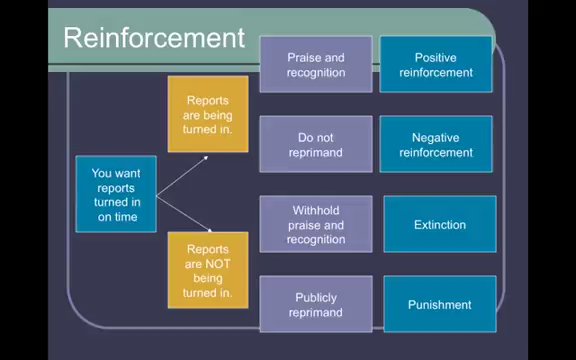 Reinforcement
You want
reports
turned in
on time
Reports
are being
turned in.
Praise and
recognition
Positive
reinforcement
Do not
reprimand
Negative
reinforcement
Reports
are NOT
being
turned in.
Withhold
praise and
recognition
Extinction
Publicly
reprimand
Punishment